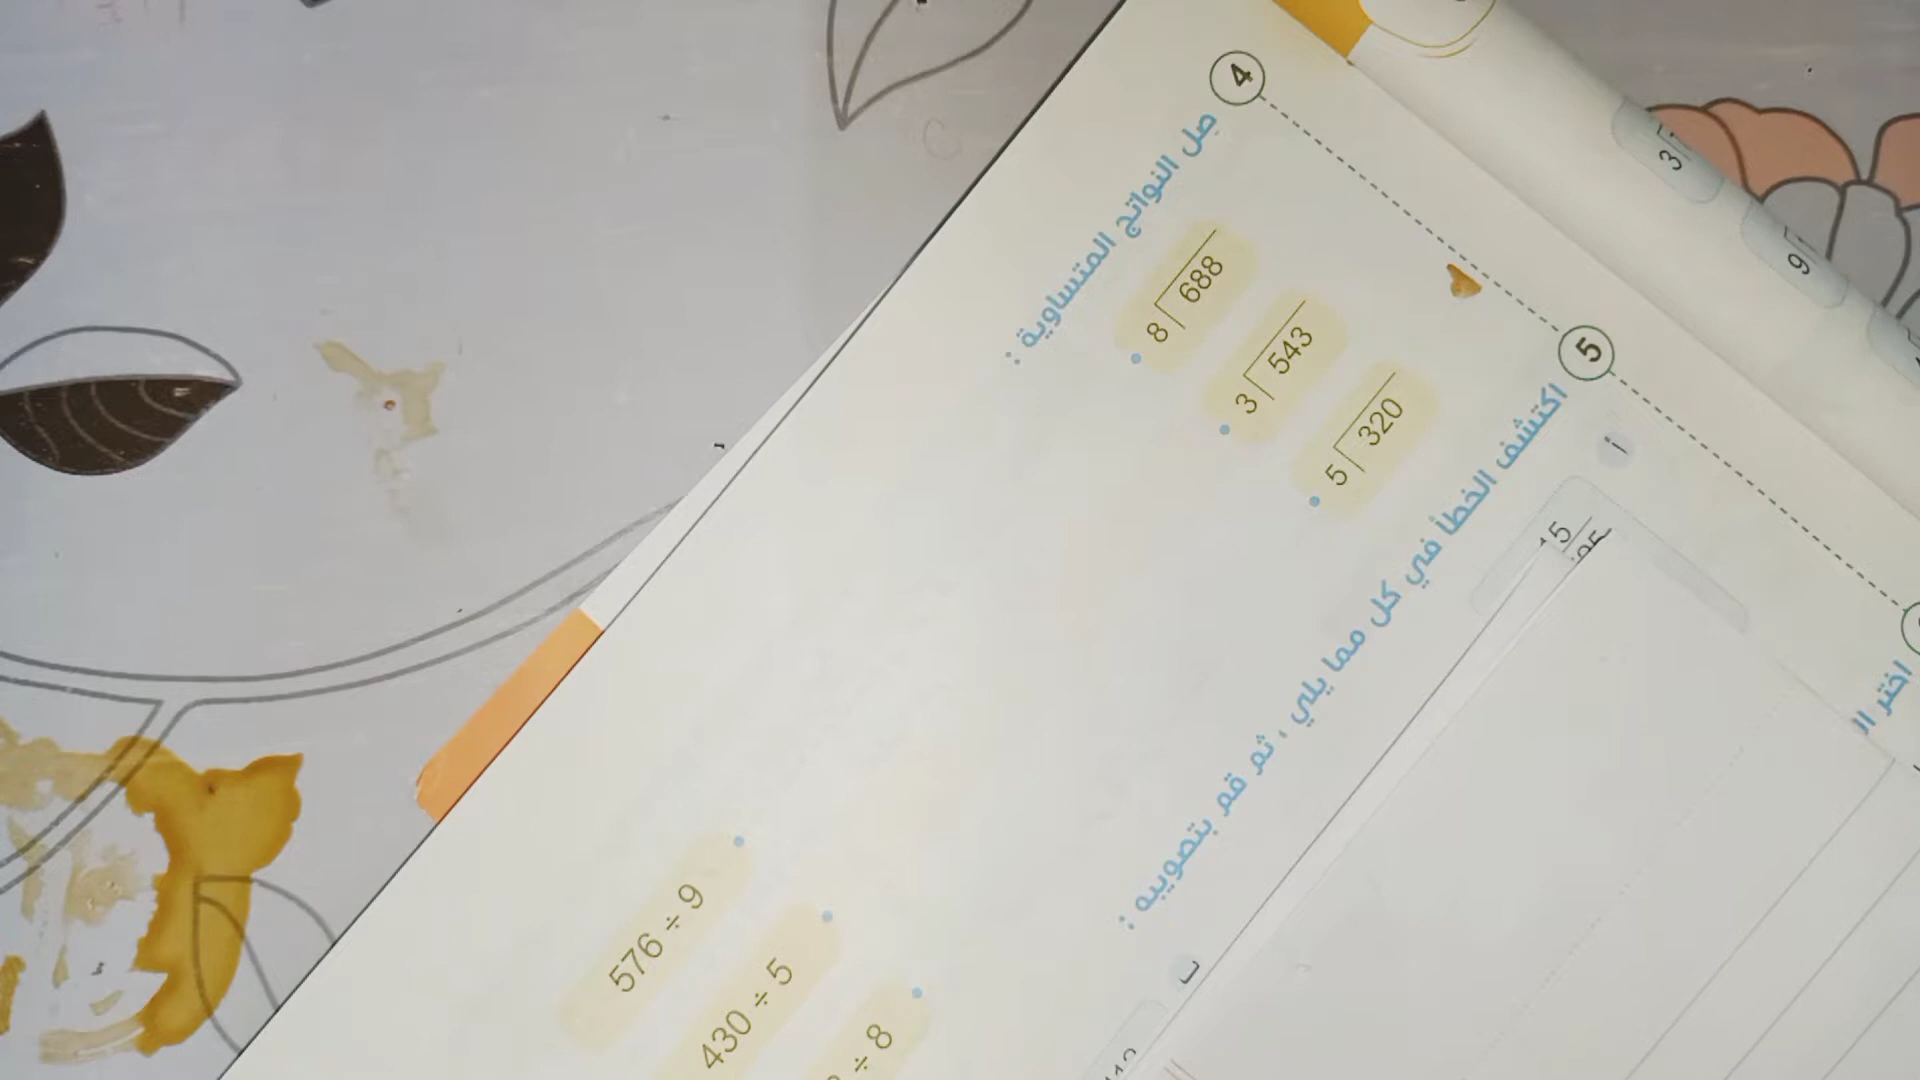 4 صل النواتج المتساوية :
8 688
576 ÷ 9
3 543
430 ÷ 5
5 320
÷ 8
5 اكتشف الخطأ في كل مما يلي ، ثم قم بتصويبه :
أ
ب
اختر
3
9